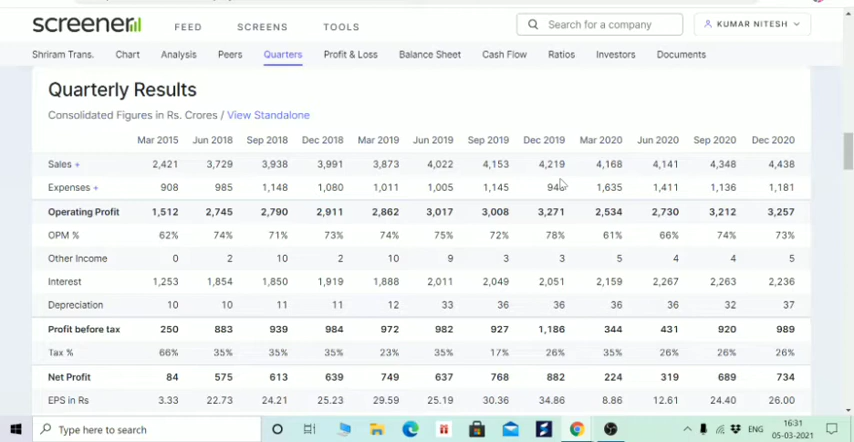 screener
FEED SCREENS TOOLS
Search for a company
KUMAR NITESH
Shriram Trans. Chart Analysis Peers Quarters Profit & Loss Balance Sheet Cash Flow Ratios Investors Documents
Quarterly Results
Consolidated Figures in Rs. Crores / View Standalone
Mar 2015 Jun 2018 Sep 2018 Dec 2018 Mar 2019 Jun 2019 Sep 2019 Dec 2019 Mar 2020 Jun 2020 Sep 2020 Dec 2020
Sales + 2,421 3,729 3,938 3,991 3,873 4,022 4,153 4,219 4,168 4,141 4,348 4,438
Expenses + 908 985 1,148 1,080 1,011 1,005 1,145 1,635 1,411 1,136 1,181
Operating Profit 1,512 2,745 2,790 2,911 2,862 3,017 3,008 3,271 2,534 2,730 3,212 3,257
OPM % 62% 74% 71% 73% 74% 75% 72% 78% 61% 66% 74% 73%
Other Income 0 2 10 2 10 9 3 3 5 4 4 5
Interest 1,253 1,854 1,850 1,919 1,888 2,011 2,049 2,051 2,159 2,267 2,263 2,236
Depreciation 10 10 11 11 12 33 36 36 36 36 32 37
Profit before tax 250 883 939 984 972 982 927 1,186 344 431 920 989
Tax % 66% 35% 35% 35% 23% 35% 17% 26% 35% 26% 26% 26%
Net Profit 84 575 613 639 749 637 768 882 224 319 689 734
EPS in Rs 3.33 22.73 24.21 25.23 29.59 25.19 30.36 34.86 8.86 12.61 24.40 26.00
Type here to search
ENG
16:31
05-03-2021